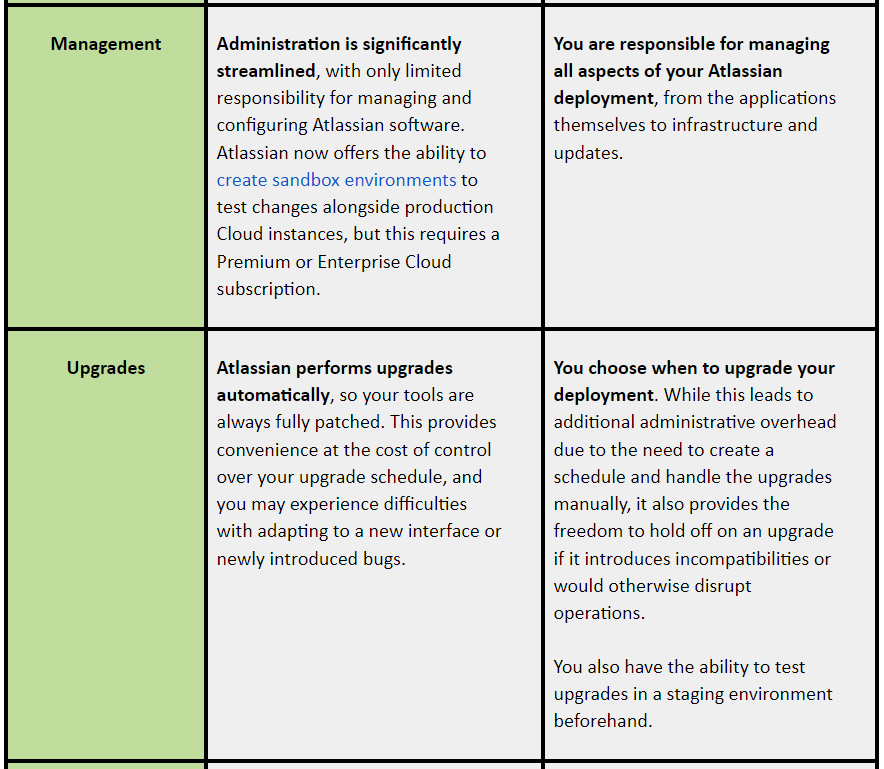 Management
Administration is significantly
streamlined, with only limited
responsibility for managing and
configuring Atlassian software.
Atlassian now offers the ability to
create sandbox environments to
test changes alongside production
Cloud instances, but this requires a
Premium or Enterprise Cloud
subscription.
You are responsible for managing
all aspects of your Atlassian
deployment, from the applications
themselves to infrastructure and
updates.
Upgrades
Atlassian performs upgrades
automatically, so your tools are
always fully patched. This provides
convenience at the cost of control
over your upgrade schedule, and
you may experience difficulties
with adapting to a new interface or
newly introduced bugs.
You choose when to upgrade your
deployment. While this leads to
additional administrative overhead
due to the need to create a
schedule and handle the upgrades
manually, it also provides the
freedom to hold off on an upgrade
if it introduces incompatibilities or
would otherwise disrupt
operations.
You also have the ability to test
upgrades in a staging environment
beforehand.